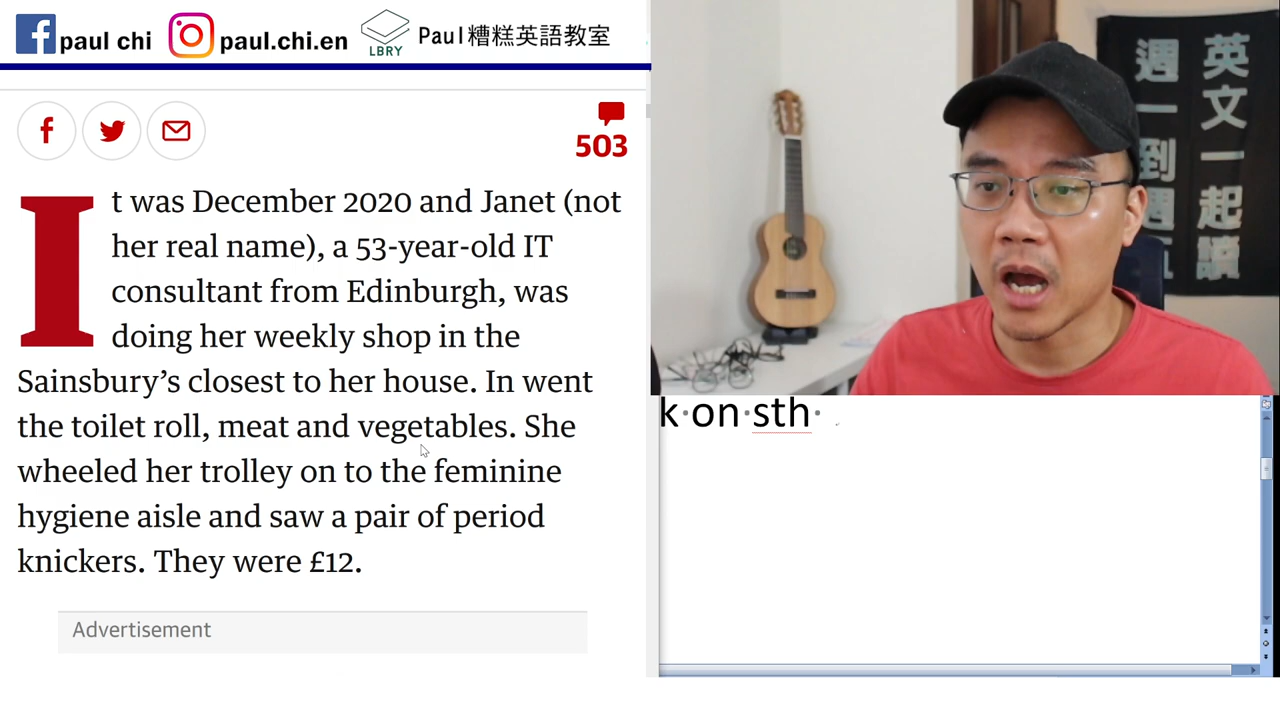 paul chi
paul.chi.en
LBRY
Paul糟糕英語教室
503
It was December 2020 and Janet (not
her real name), a 53-year-old IT
consultant from Edinburgh, was
doing her weekly shop in the
Sainsbury's closest to her house. In went
the toilet roll, meat and vegetables. She
wheeled her trolley on to the feminine
hygiene aisle and saw a pair of period
knickers. They were £12.
Advertisement
英文一起讀
週一到週
k on sth